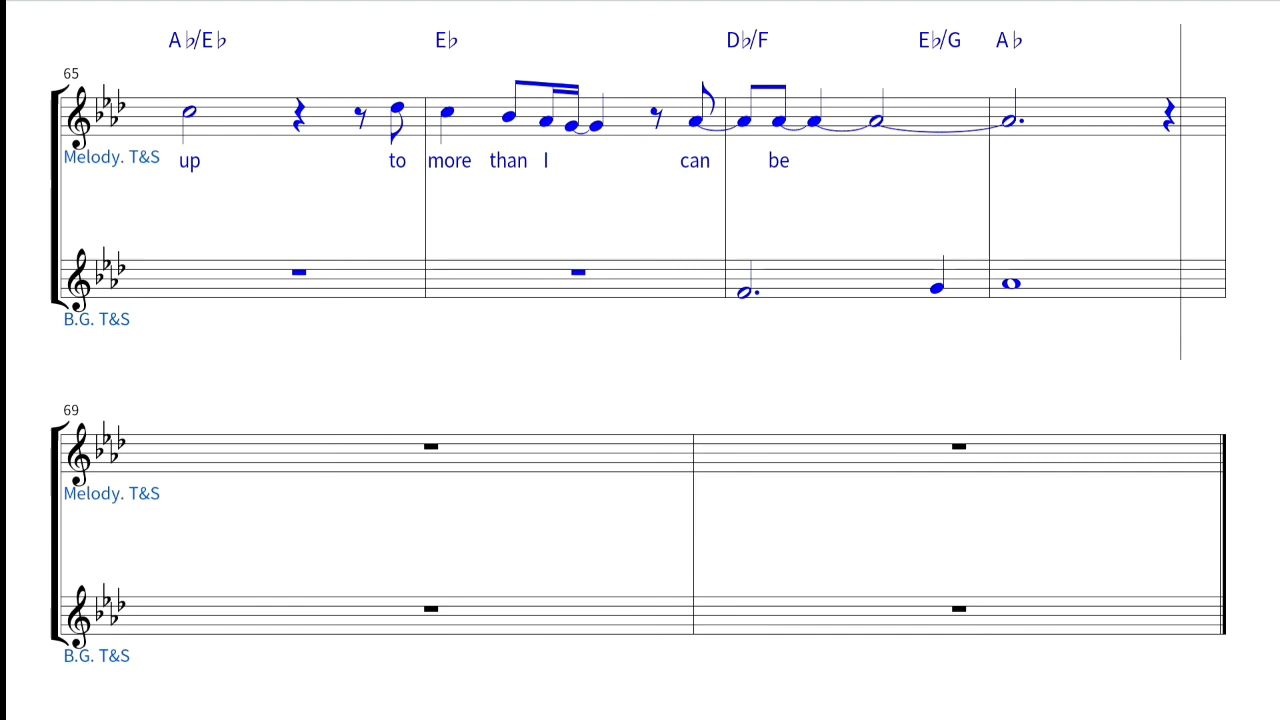 A♭/E♭ E♭ D♭/F E♭/G A♭
65
Melody. T&S up to more than I can be
B.G. T&S
69
Melody. T&S
B.G. T&S